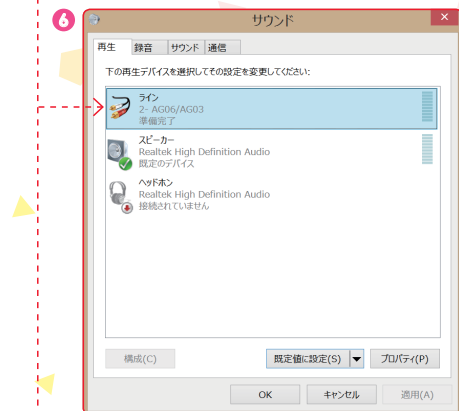 6
サウンド
再生 録音 サウンド 通信
下の再生デバイスを選択してその設定を変更してください:
ライン
2- AG06/AG03
準備完了
スピーカー
Realtek High Definition Audio
既定のデバイス
ヘッドホン
Realtek High Definition Audio
接続されていません
構成(C) 既定値に設定(S) プロパティ(P)
OK キャンセル 適用(A)